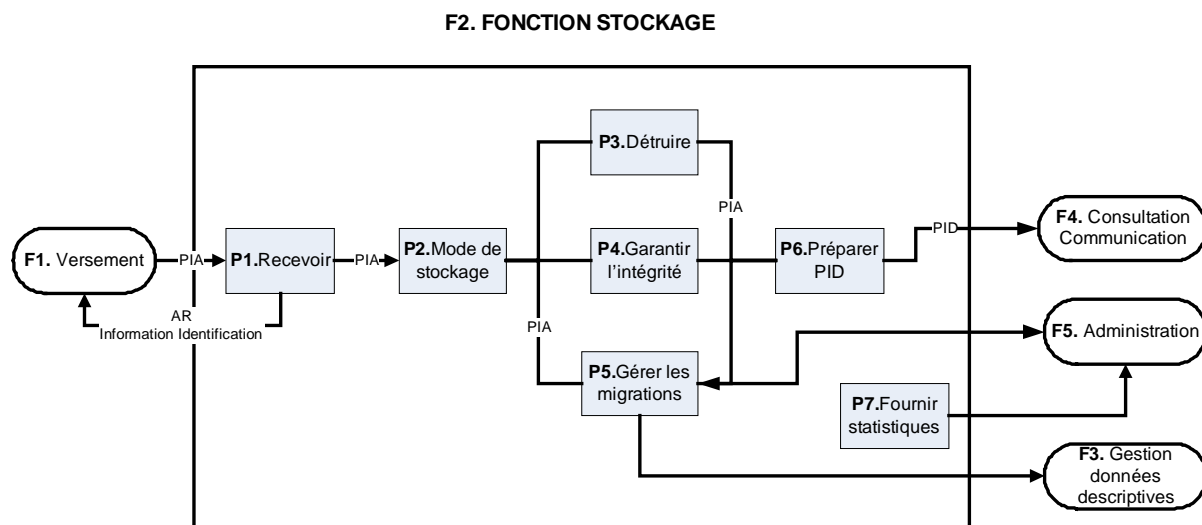 F2. FONCTION STOCKAGE
P3.Détruire
PIA
F4. Consultation
Communication
F1. Versement
PIA
P1.Recevoir
PIA
P2.Mode de
stockage
P4.Garantir
l'intégrité
P6.Préparer
PID
PID
AR
Information Identification
PIA
F5. Administration
P5.Gérer les
migrations
P7.Fournir
statistiques
F3. Gestion
données
descriptives